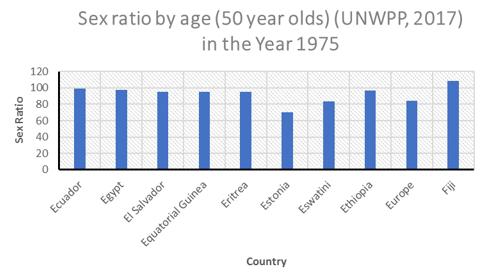 Sex ratio by age (50 year olds) (UNWPP, 2017)
in the Year 1975
120
100
80
60
40
20
0
Sex Ratio
Ecuador
Egypt
El Salvador
Equatorial Guinea
Eritrea
Estonia
Eswatini
Ethiopia
Europe
Fiji
Country